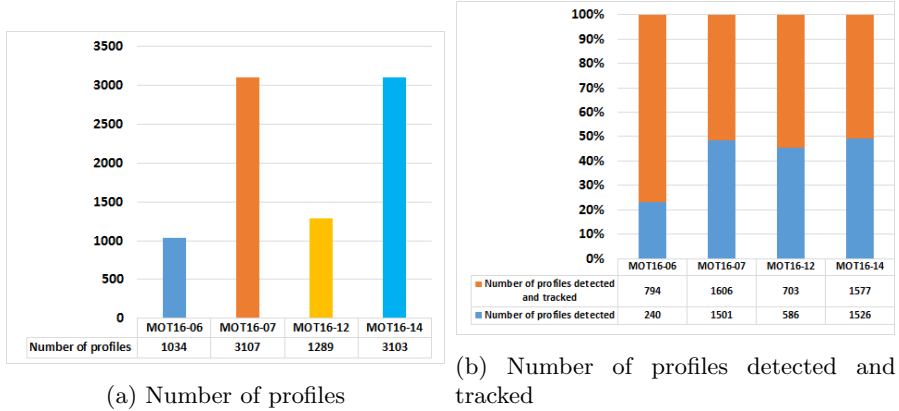 3500
3000
2500
2000
1500
1000
500
0
MOT16-06 MOT16-07 MOT16-12 MOT16-14
Number of profiles 1034 3107 1289 3103
(a) Number of profiles
100%
90%
80%
70%
60%
50%
40%
30%
20%
10%
0%
MOT16-06 MOT16-07 MOT16-12 MOT16-14
Number of profiles detected
and tracked 794 1606 703 1577
Number of profiles detected 240 1501 586 1526
(b) Number of profiles detected and
tracked